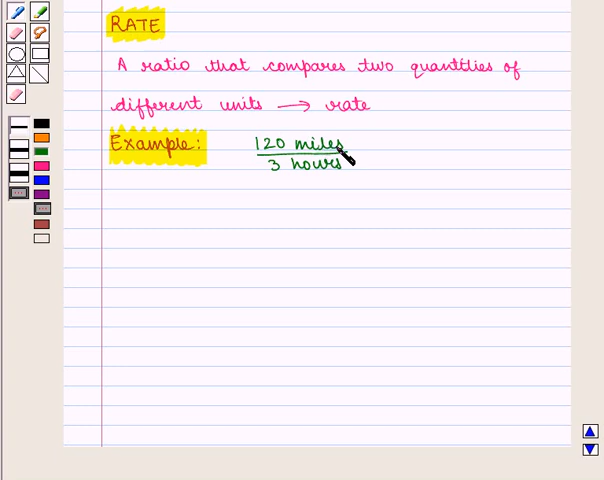 RATE
A ratio that compares two quantities of
different units → rate
Example: 120 miles
3 hours